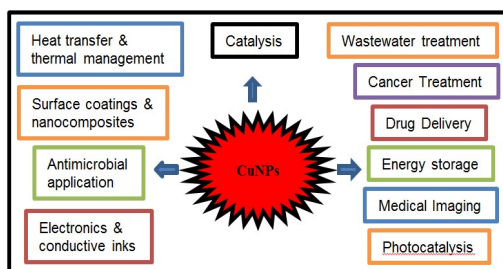 Heat transfer &
thermal management
Surface coatings &
nanocomposites
Antimicrobial
application
Electronics &
conductive inks
Catalysis
CuNPs
Wastewater treatment
Cancer Treatment
Drug Delivery
Energy storage
Medical Imaging
Photocatalysis